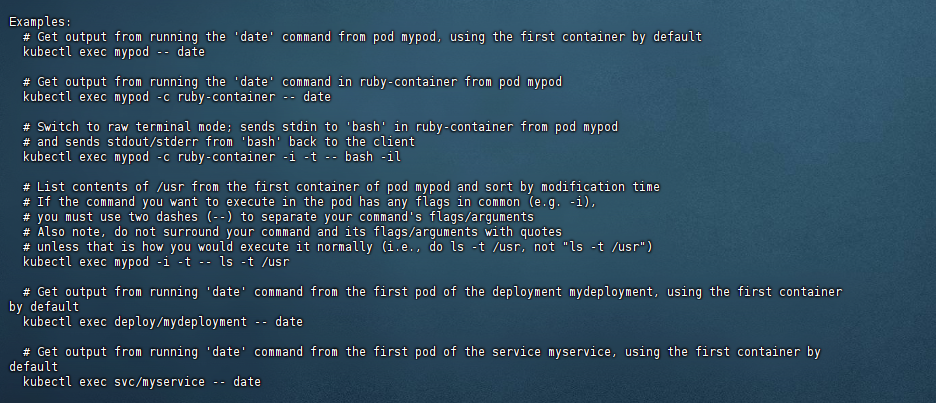 Examples:
  # Get output from running the 'date' command from pod mypod, using the first container by default
  kubectl exec mypod -- date

  # Get output from running the 'date' command in ruby-container from pod mypod
  kubectl exec mypod -c ruby-container -- date

  # Switch to raw terminal mode; sends stdin to 'bash' in ruby-container from pod mypod
  # and sends stdout/stderr from 'bash' back to the client
  kubectl exec mypod -c ruby-container -i -t -- bash -il

  # List contents of /usr from the first container of pod mypod and sort by modification time
  # If the command you want to execute in the pod has any flags in common (e.g. -i),
  # you must use two dashes (--) to separate your command's flags/arguments
  # Also note, do not surround your command and its flags/arguments with quotes
  # unless that is how you would execute it normally (i.e., do ls -t /usr, not "ls -t /usr")
  kubectl exec mypod -i -t -- ls -t /usr

  # Get output from running 'date' command from the first pod of the deployment mydeployment, using the first container
by default
  kubectl exec deploy/mydeployment -- date

  # Get output from running 'date' command from the first pod of the service myservice, using the first container by
default
  kubectl exec svc/myservice -- date